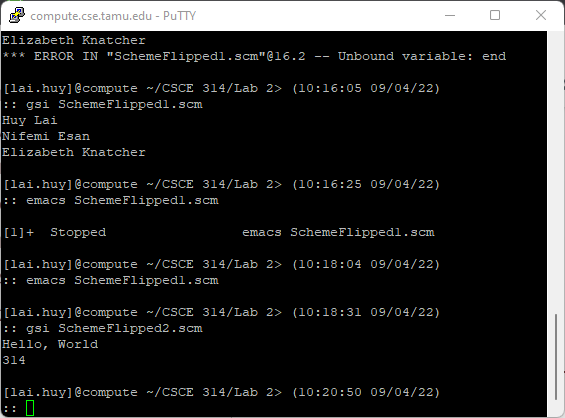 compute.cse.tamu.edu - PuTTY
Elizabeth Knatcher
*** ERROR IN "SchemeFlipped1.scm"@16.2 -- Unbound variable: end
[lai.huy]@compute ~/CSCE 314/Lab 2> (10:16:05 09/04/22)
:: gsi SchemeFlipped1.scm
Huy Lai
Nifemi Esan
Elizabeth Knatcher
[lai.huy]@compute ~/CSCE 314/Lab 2> (10:16:25 09/04/22)
:: emacs SchemeFlipped1.scm
[1]+  Stopped                 emacs SchemeFlipped1.scm
[lai.huy]@compute ~/CSCE 314/Lab 2> (10:18:04 09/04/22)
:: emacs SchemeFlipped1.scm
[lai.huy]@compute ~/CSCE 314/Lab 2> (10:18:31 09/04/22)
:: gsi SchemeFlipped2.scm
Hello, World
314
[lai.huy]@compute ~/CSCE 314/Lab 2> (10:20:50 09/04/22)
::